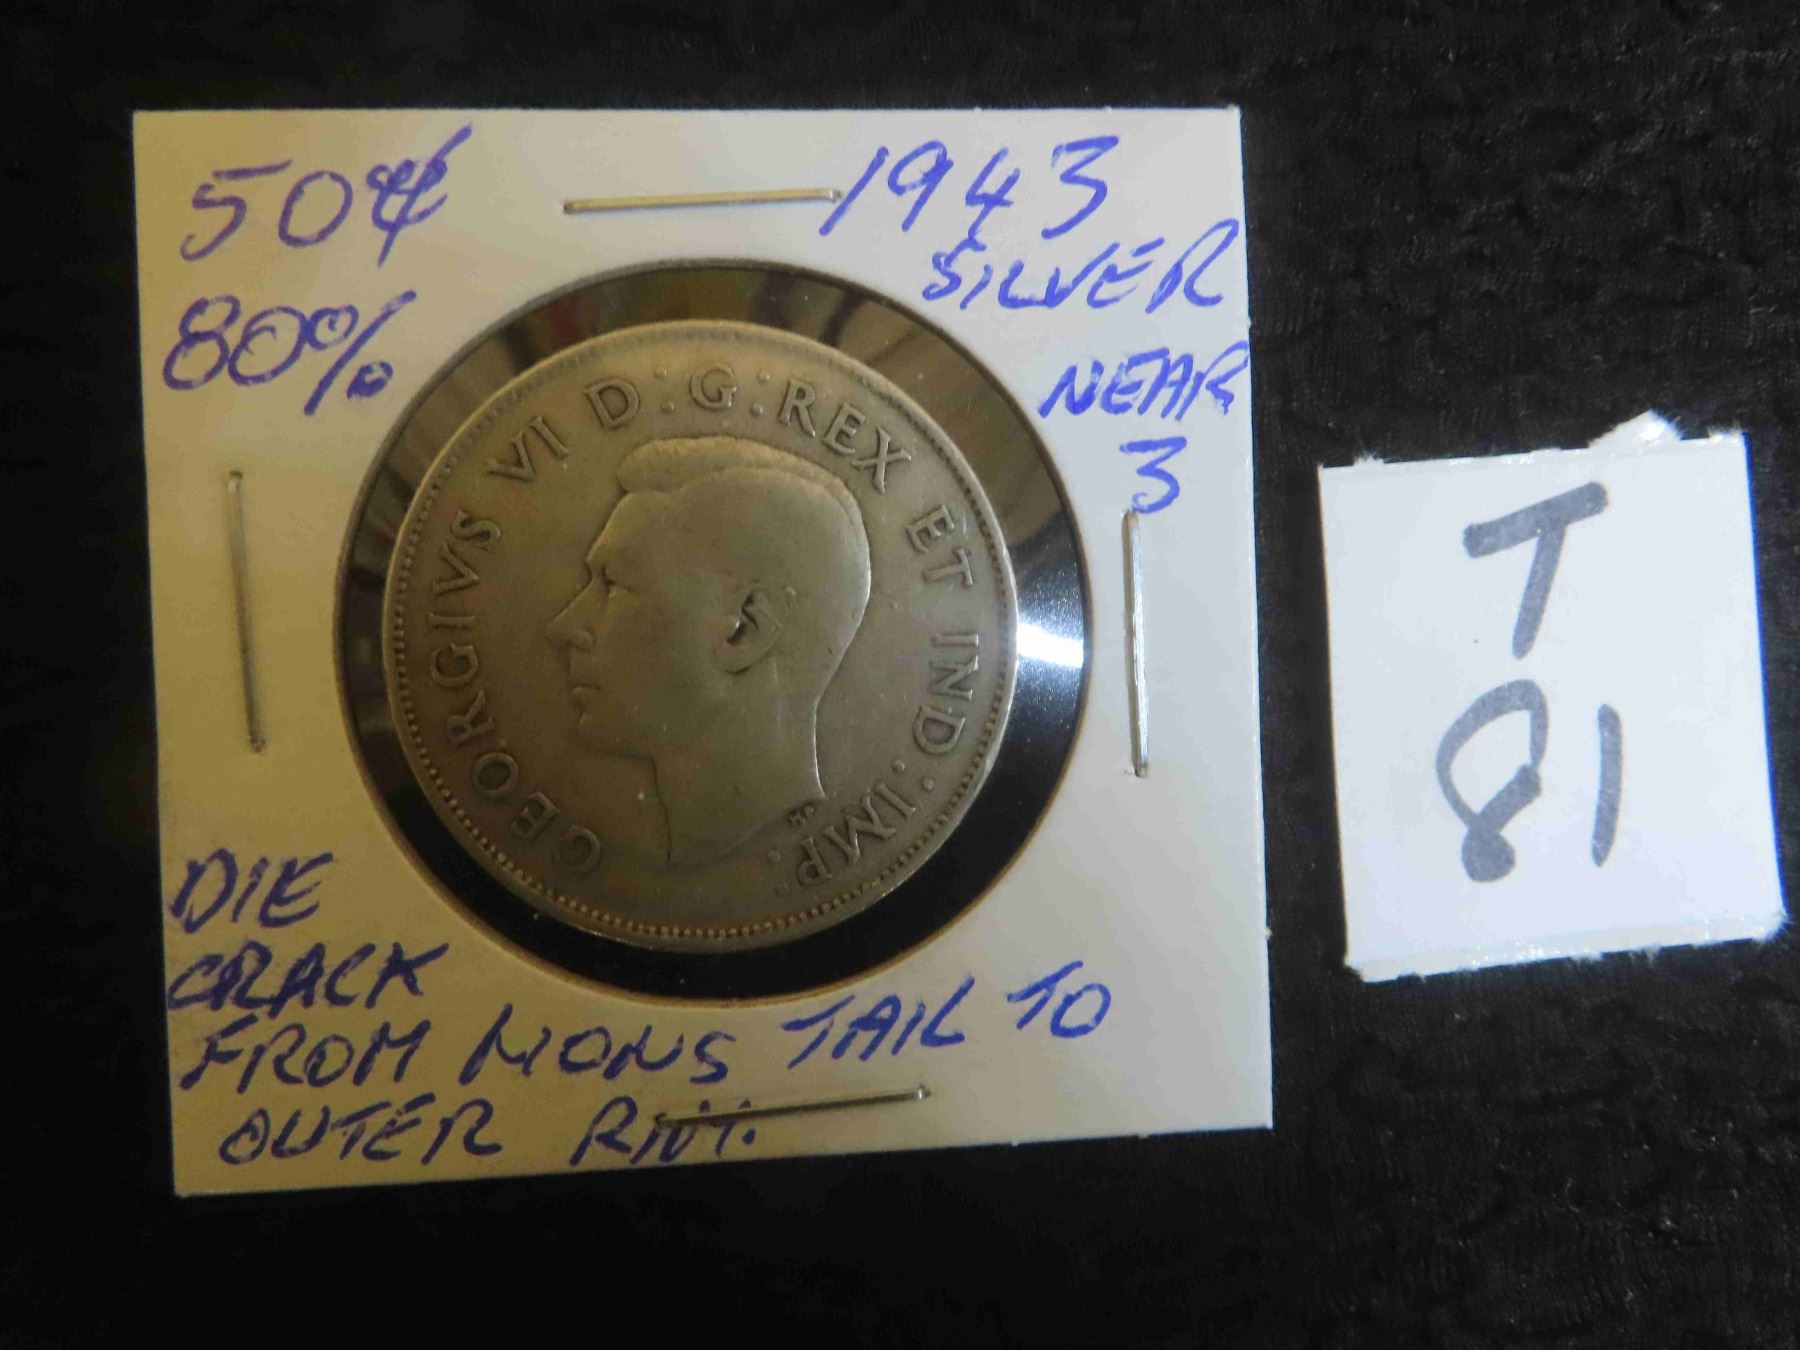 50¢
1943
SILVER
80%
NEAR
3
GEORGIVS VI D:G:REX ET IND:IMP:
HP
DIE
CRACK
FROM LIONS TAIL TO
OUTER RIM.
T
81